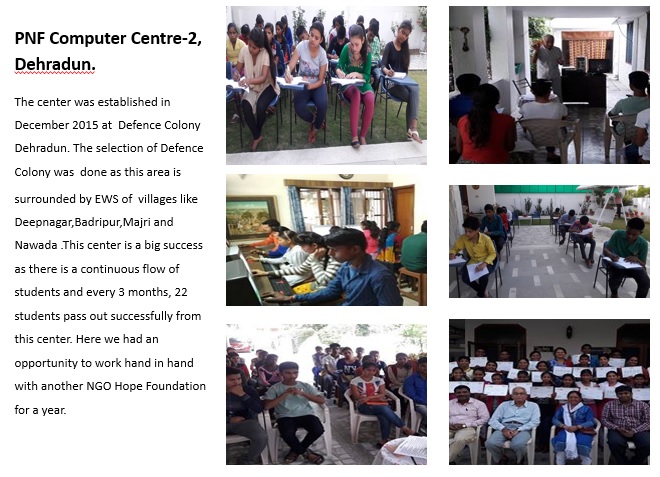 PNF Computer Centre-2,
Dehradun.
The center was established in
December 2015 at  Defence Colony
Dehradun. The selection of Defence
Colony was  done as this area is
surrounded by EWS of  villages like
Deepnagar,Badripur,Majri and
Nawada .This center is a big success
as there is a continuous flow of
students and every 3 months, 22
students pass out successfully from
this center. Here we had an
opportunity to work hand in hand
with another NGO Hope Foundation
for a year.